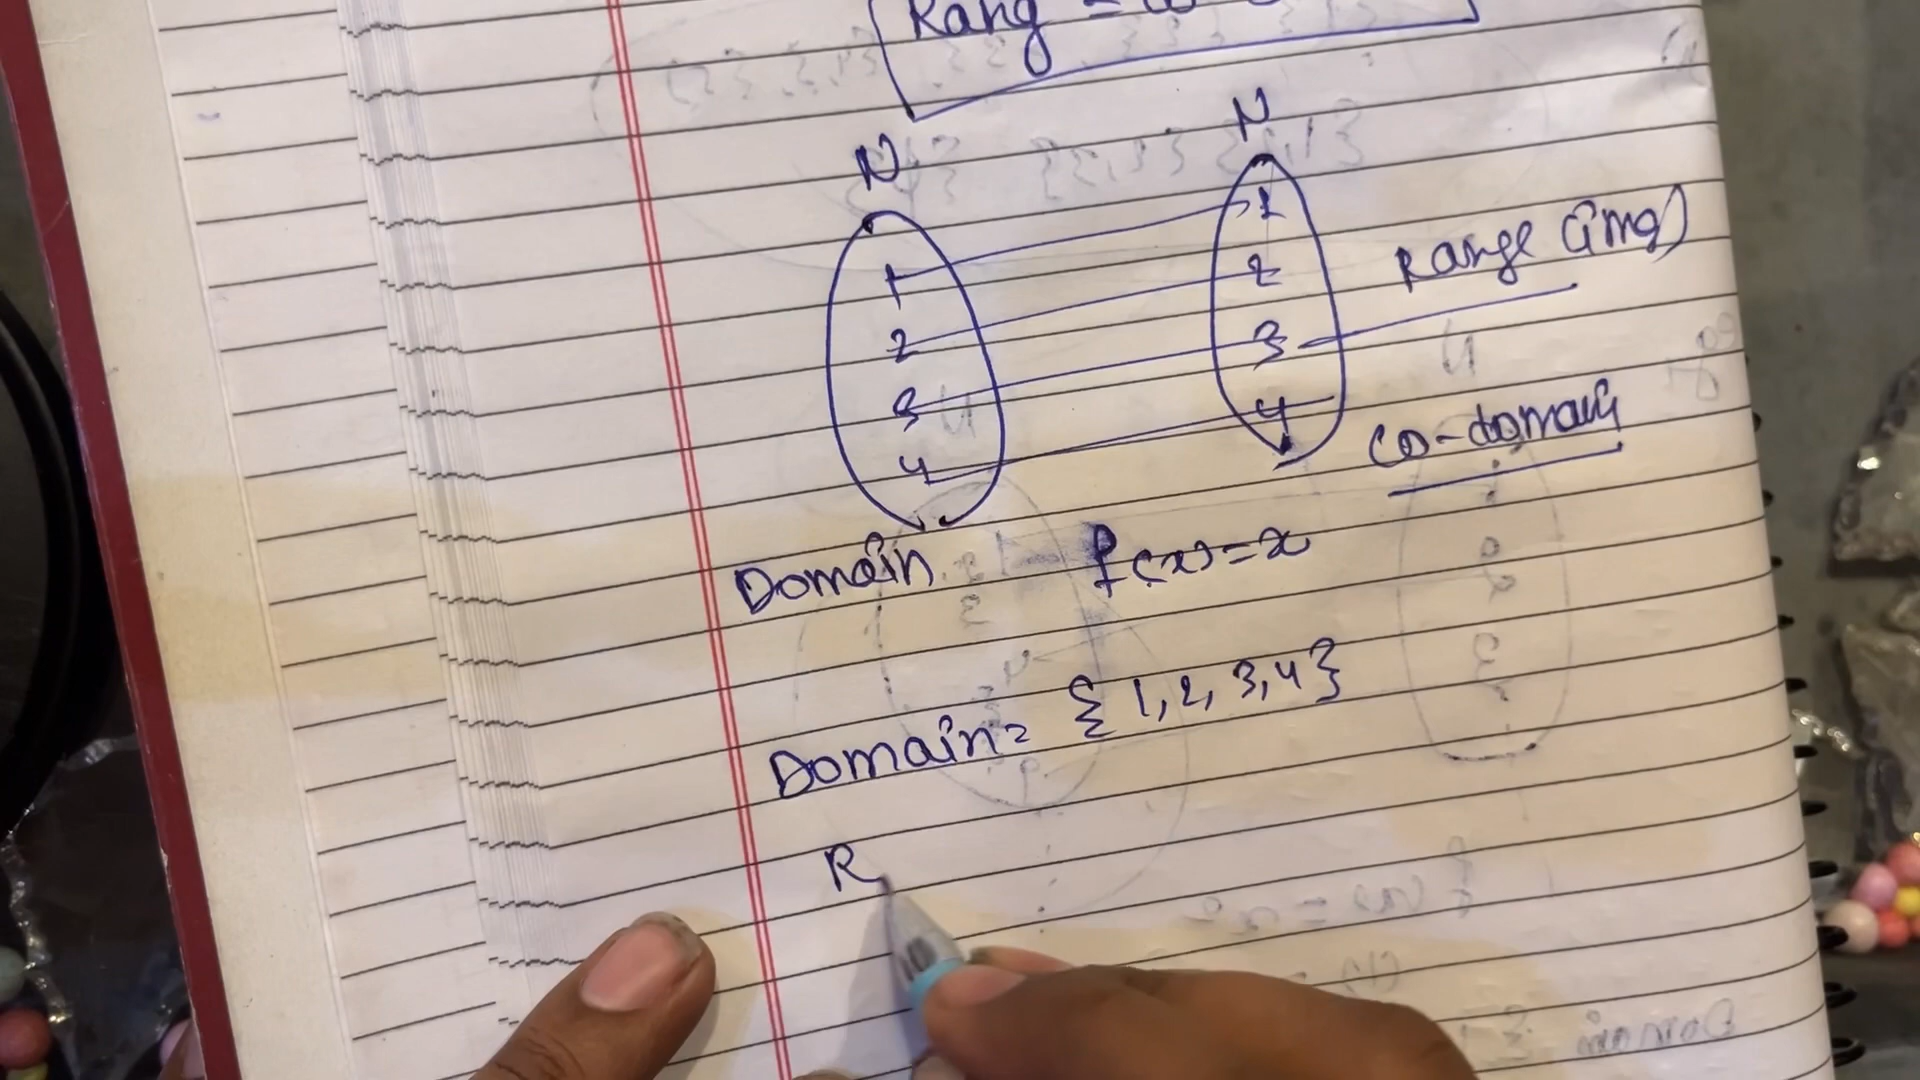 Rang =
N N
1 1
2 2
3 3
4 4
Range (img)
co-domain
Domain f(x)=x
Domain= { 1, 2, 3, 4 }
R